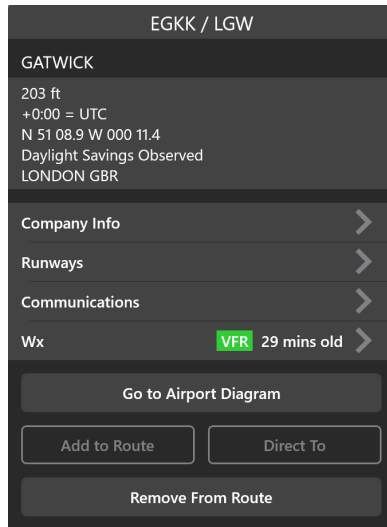 EGKK / LGW
GATWICK
203 ft
+0:00 = UTC
N 51 08.9 W 000 11.4
Daylight Savings Observed
LONDON GBR
Company Info
Runways
Communications
Wx VFR 29 mins old
Go to Airport Diagram
Add to Route Direct To
Remove From Route